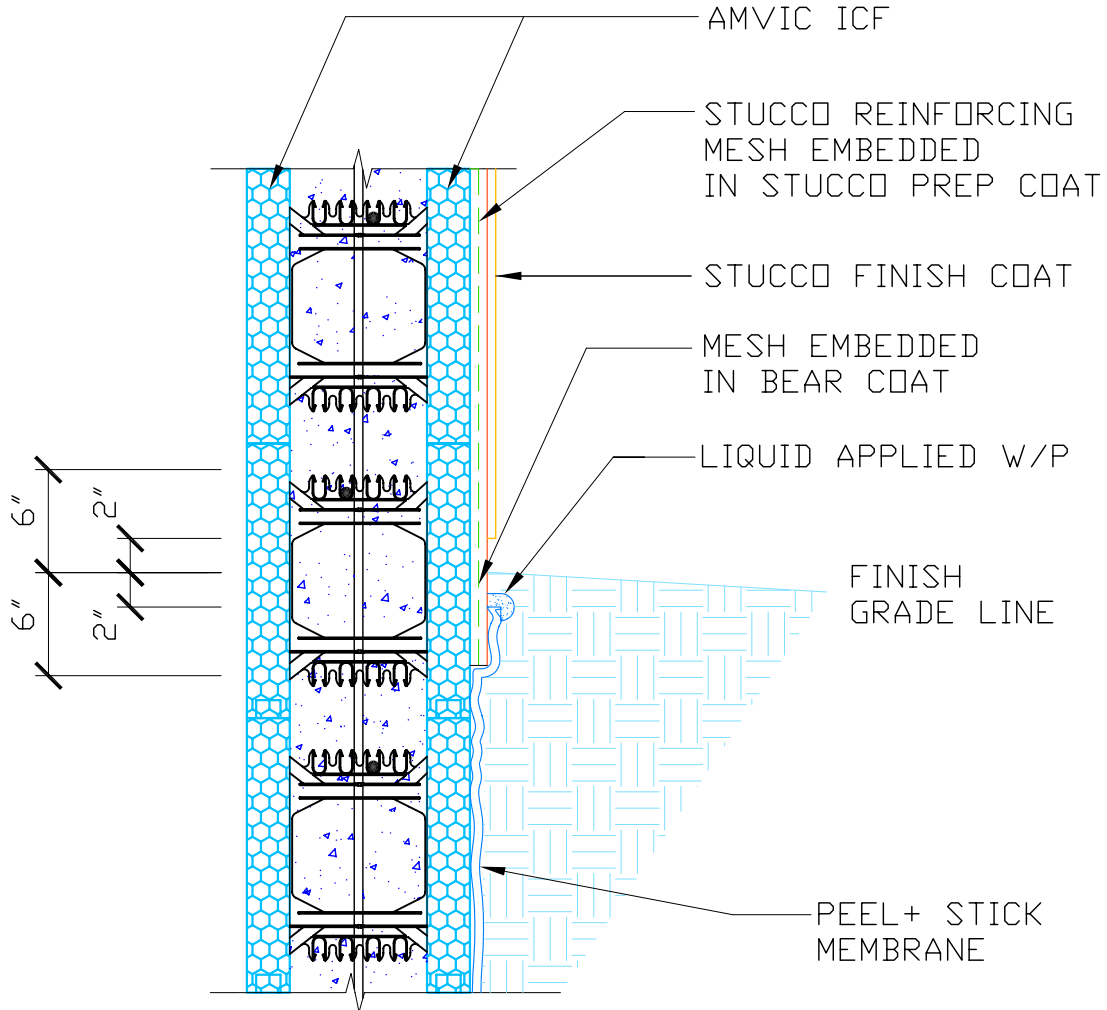 AMVIC ICF
STUCCO REINFORCING
MESH EMBEDDED
IN STUCCO PREP COAT
STUCCO FINISH COAT
MESH EMBEDDED
IN BEAR COAT
LIQUID APPLIED W/P
6" 2"
6" 2"
FINISH
GRADE LINE
PEEL+ STICK
MEMBRANE